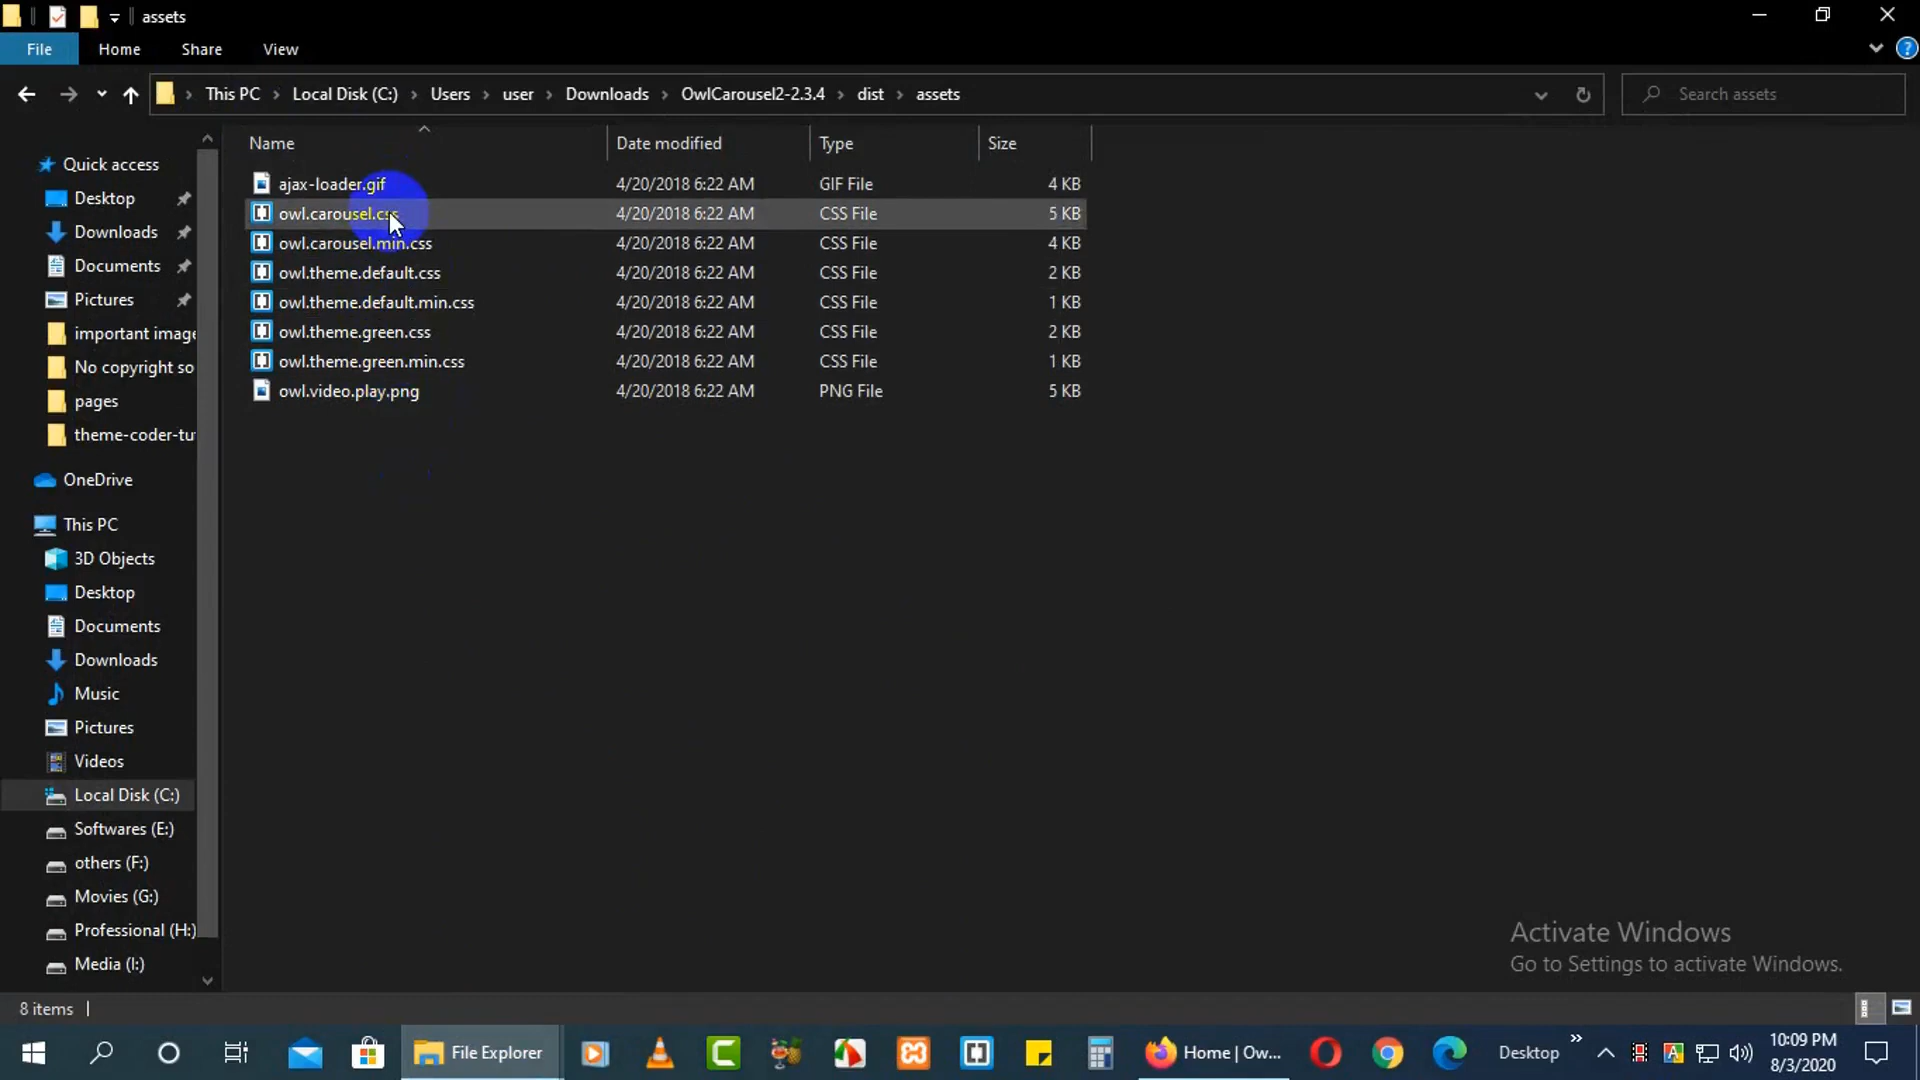 assets
File Home Share View
This PC Local Disk (C:) Users user Downloads OwlCarousel2-2.3.4 dist assets Search assets
Name Date modified Type Size
ajax-loader.gif 4/20/2018 6:22 AM GIF File 4 KB
owl.carousel.css 4/20/2018 6:22 AM CSS File 5 KB
owl.carousel.min.css 4/20/2018 6:22 AM CSS File 4 KB
owl.theme.default.css 4/20/2018 6:22 AM CSS File 2 KB
owl.theme.default.min.css 4/20/2018 6:22 AM CSS File 1 KB
owl.theme.green.css 4/20/2018 6:22 AM CSS File 2 KB
owl.theme.green.min.css 4/20/2018 6:22 AM CSS File 1 KB
owl.video.play.png 4/20/2018 6:22 AM PNG File 5 KB
Quick access
Desktop
Downloads
Documents
Pictures
important image
No copyright so
pages
theme-coder-tu
OneDrive
This PC
3D Objects
Desktop
Documents
Downloads
Music
Pictures
Videos
Local Disk (C:)
Softwares (E:)
others (F:)
Movies (G:)
Professional (H:)
Media (I:)
Activate Windows
Go to Settings to activate Windows.
8 items
File Explorer Home | Ow... Desktop 10:09 PM
8/3/2020